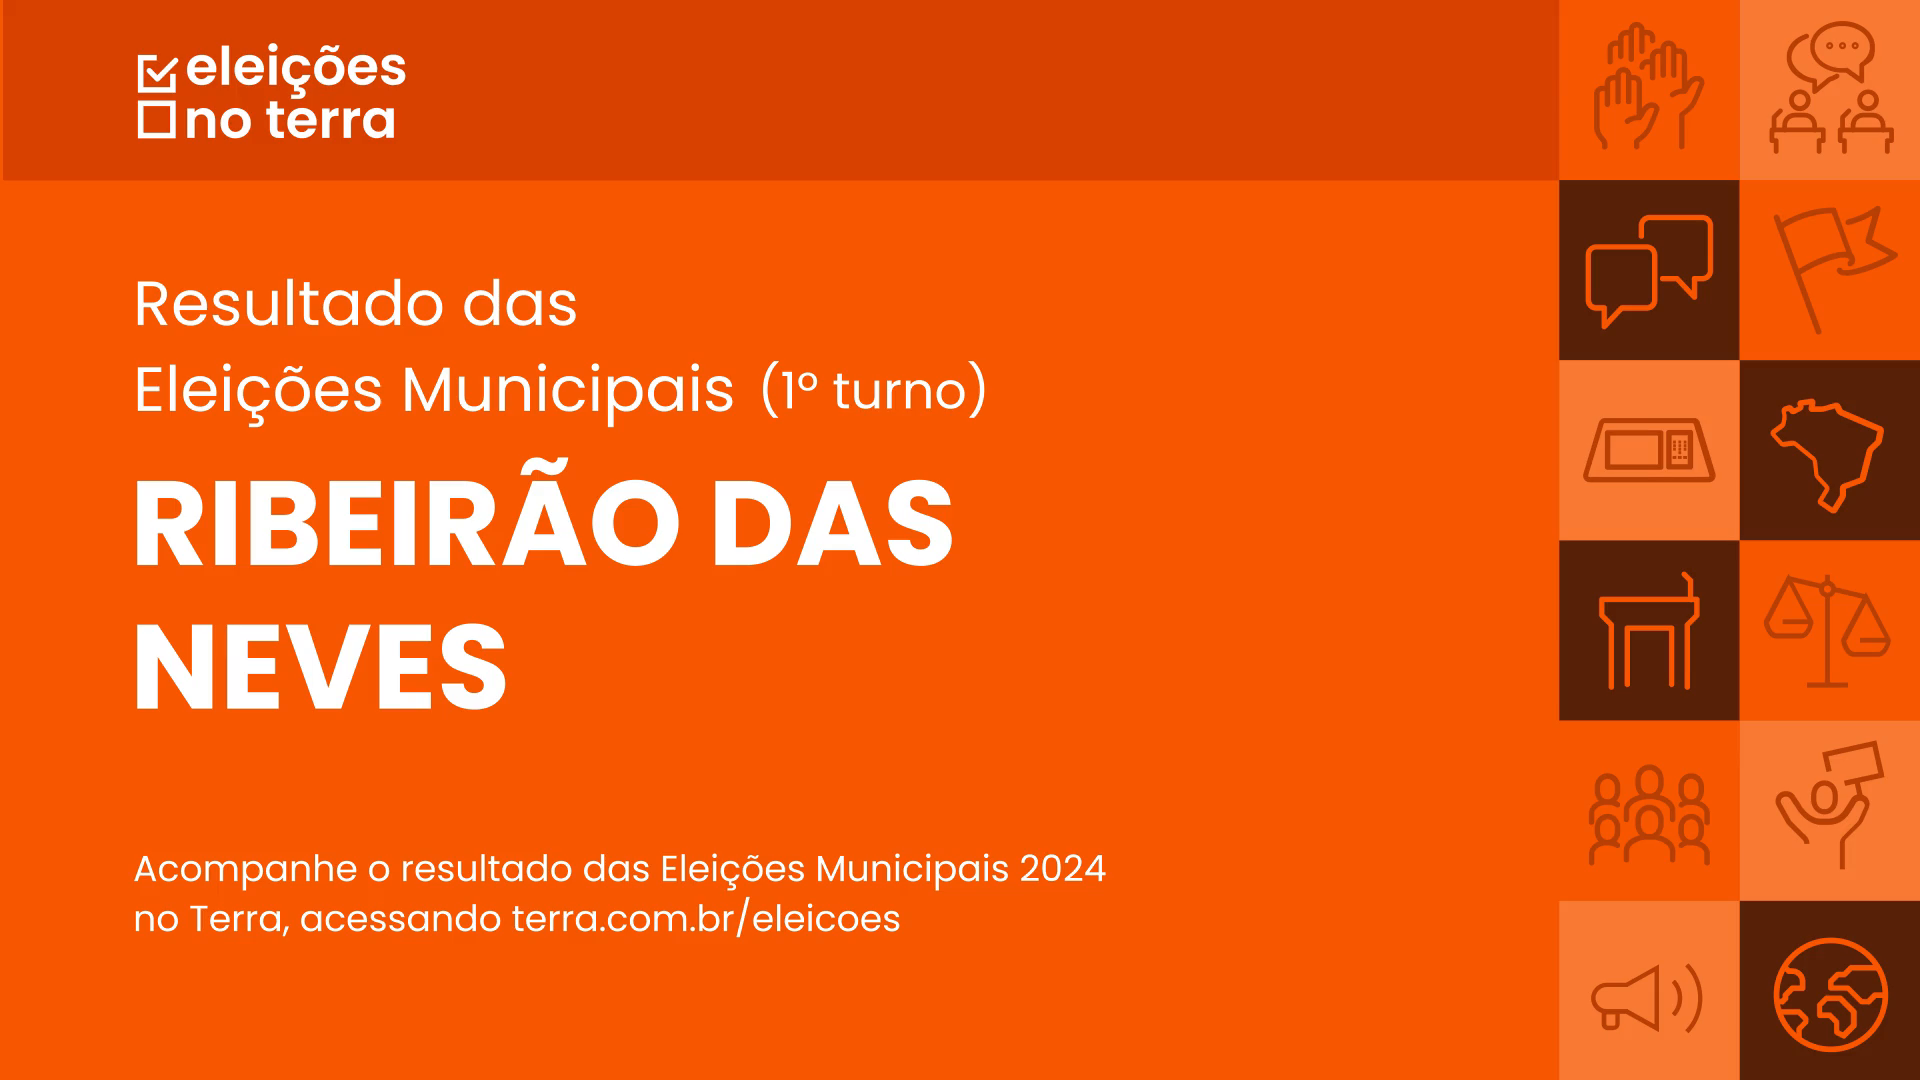 eleições
no terra
Resultado das
Eleições Municipais (1º turno)
RIBEIRÃO DAS
NEVES
Acompanhe o resultado das Eleições Municipais 2024
no Terra, acessando terra.com.br/eleicoes